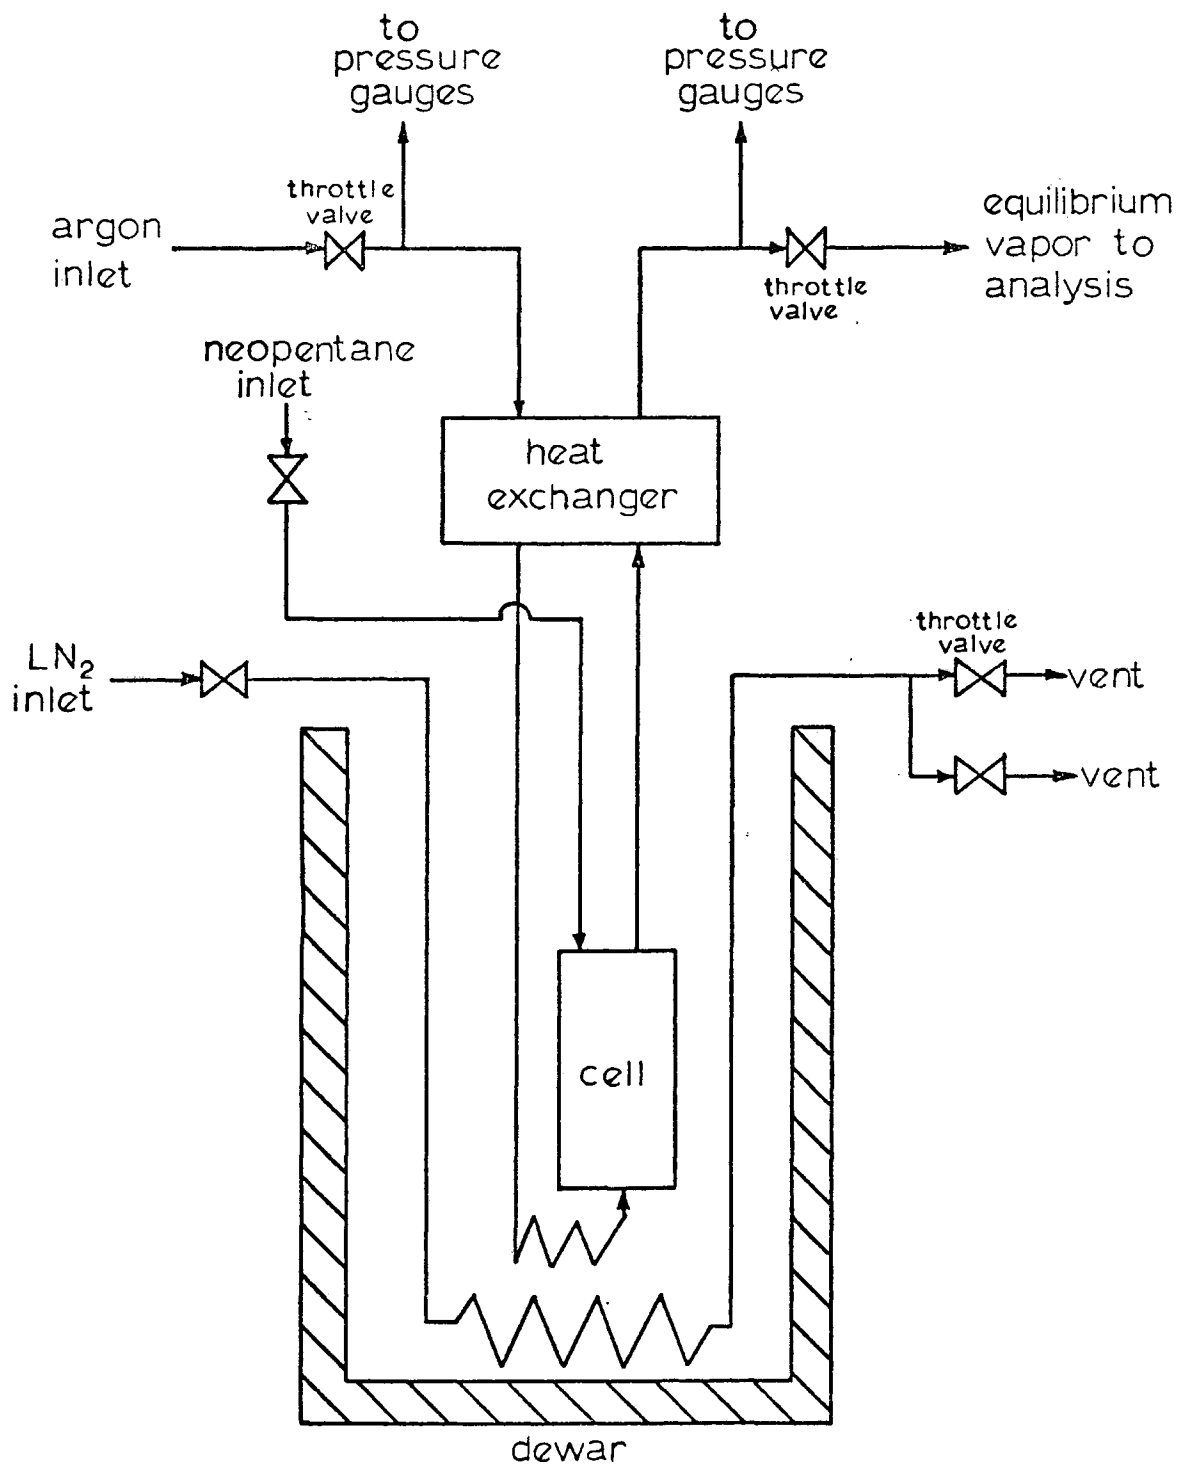 to
pressure
gauges
to
pressure
gauges
throttle
valve
argon
inlet
equilibrium
vapor to
analysis
throttle
valve
neopentane
inlet
heat
exchanger
LN2
inlet
throttle
valve
vent
vent
cell
dewar